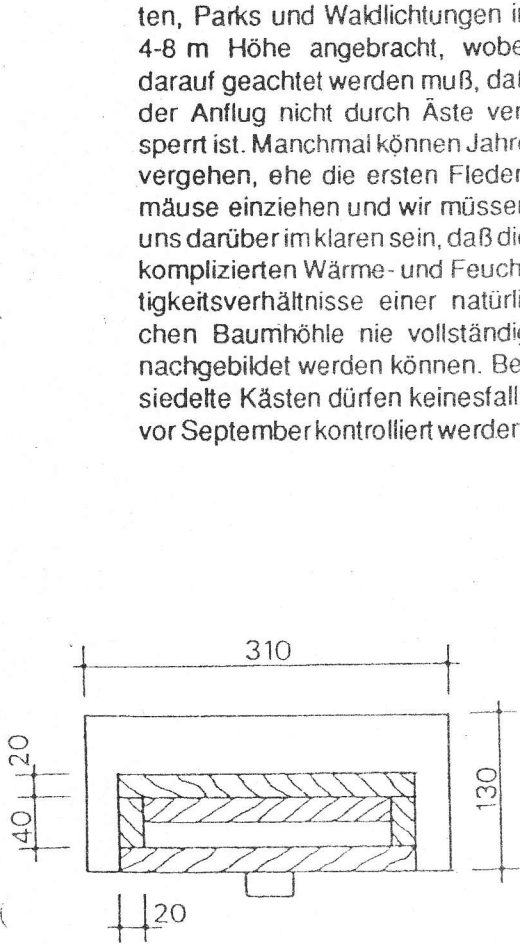 ten, Parks und Waldlichtungen in
4-8 m Höhe angebracht, wobe
darauf geachtet werden muß, daß
der Anflug nicht durch Äste ver
sperrt ist. Manchmal können Jahre
vergehen, ehe die ersten Fleder
mäuse einziehen und wir müssen
uns darüber im klaren sein, daß die
komplizierten Wärme- und Feuch
tigkeitsverhältnisse einer natürli
chen Baumhöhle nie vollständig
nachgebildet werden können. Be
siedelte Kästen dürfen keinesfall
vor September kontrolliert werden
310
20
130
40
20